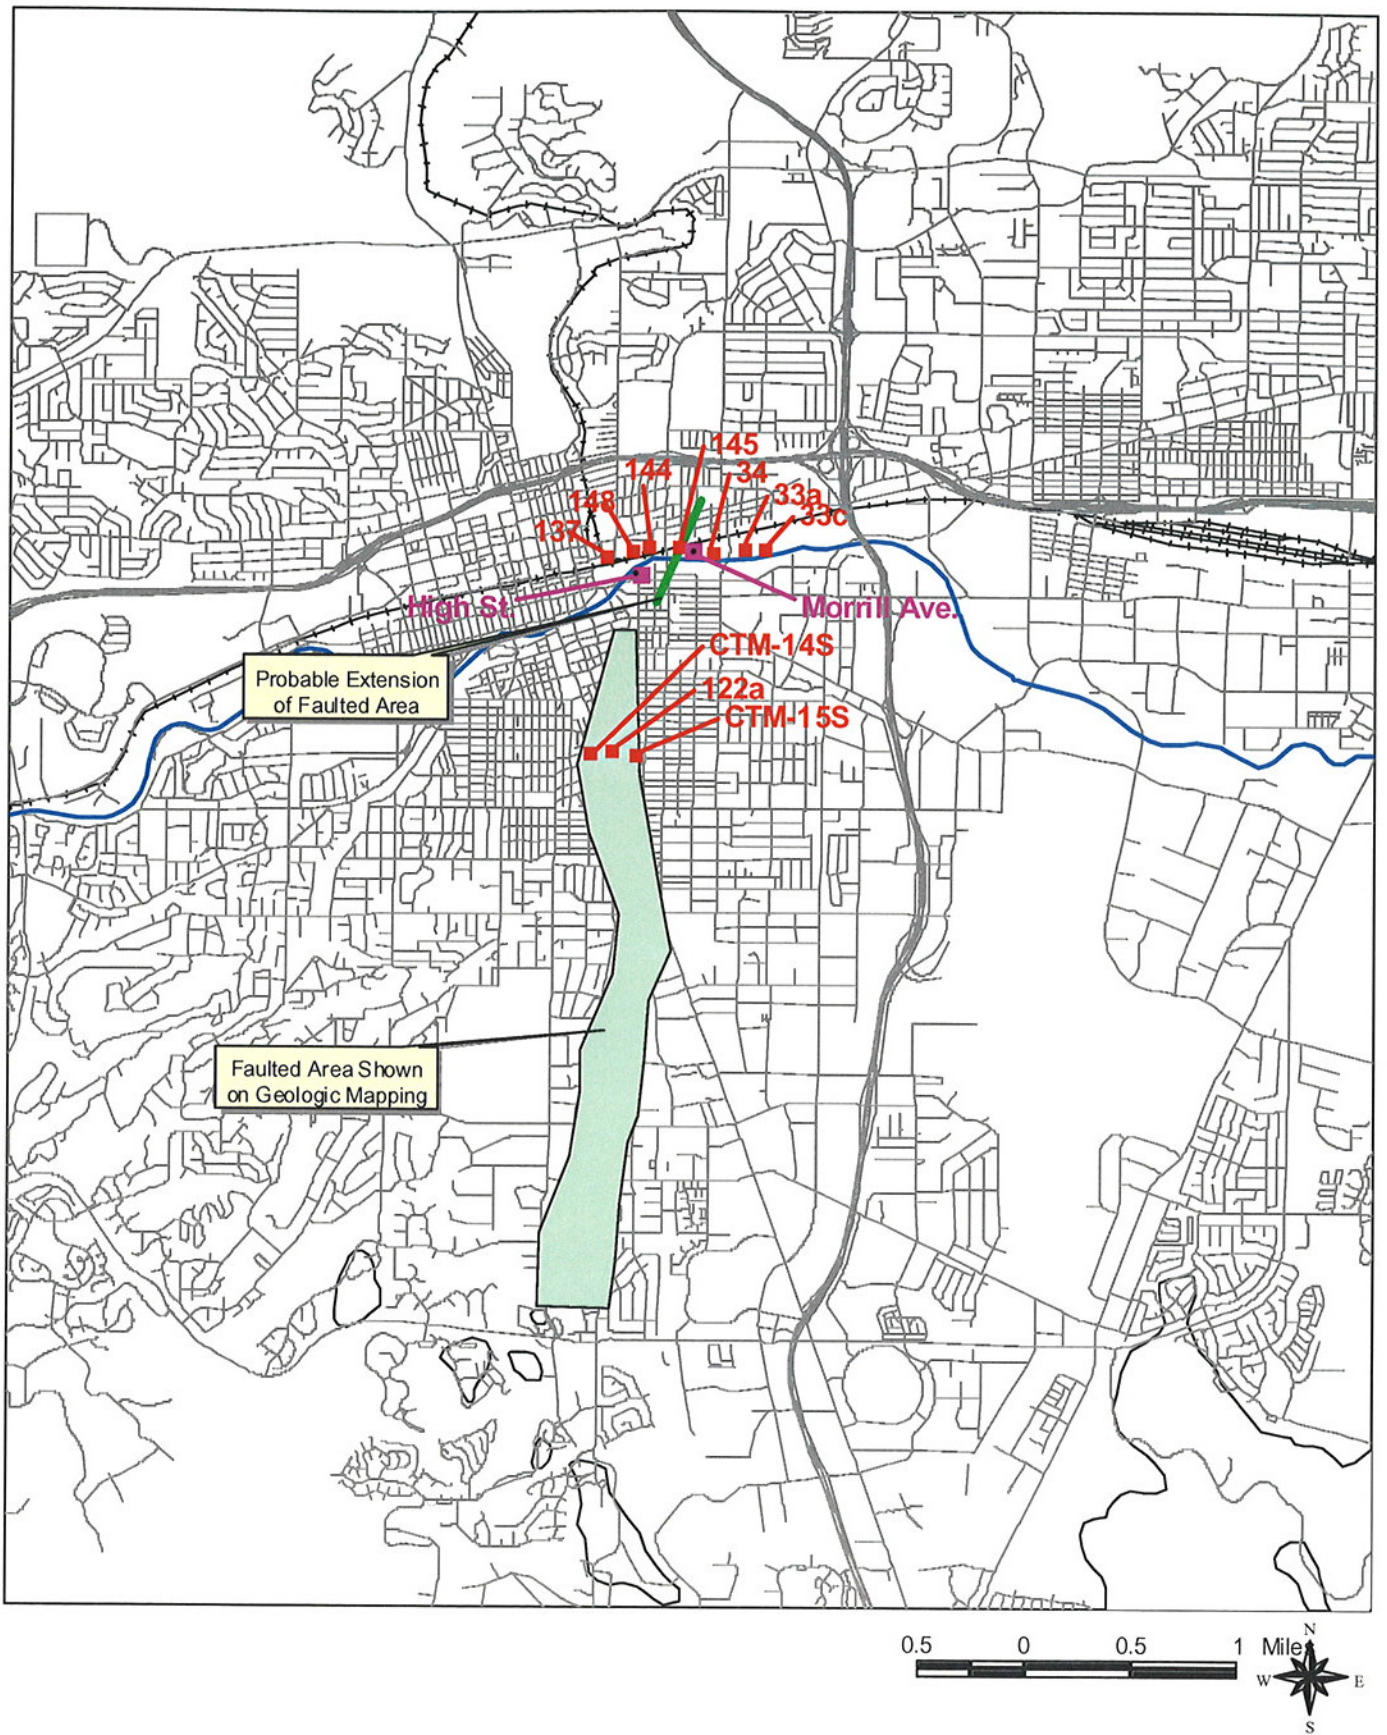 145
144
34
148
33a
33c
137
High St.
Morrill Ave.
CTM-14S
Probable Extension
of Faulted Area
122a
CTM-15S
Faulted Area Shown
on Geologic Mapping
0.5 0 0.5 1 Miles
N
W E
S